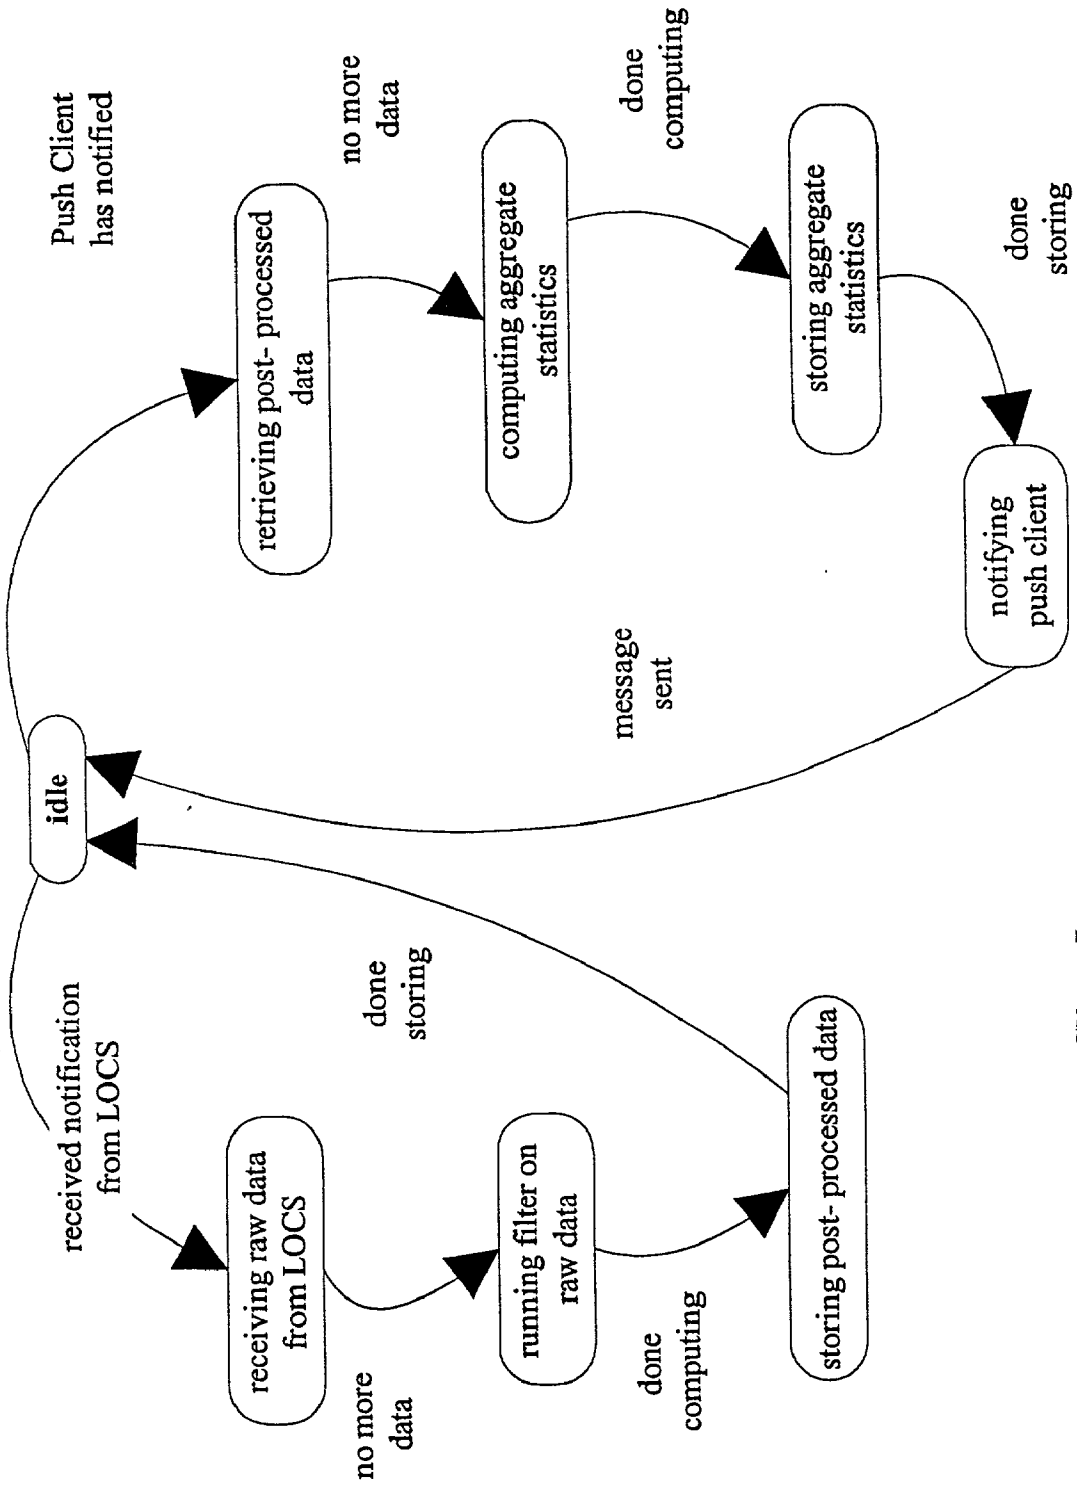 idle
received notification
from LOCS
receiving raw data
from LOCS
no more
data
running filter on
raw data
done
computing
storing post- processed data
done
storing
Push Client
has notified
retrieving post- processed
data
no more
data
computing aggregate
statistics
done
computing
storing aggregate
statistics
done
storing
notifying
push client
message
sent